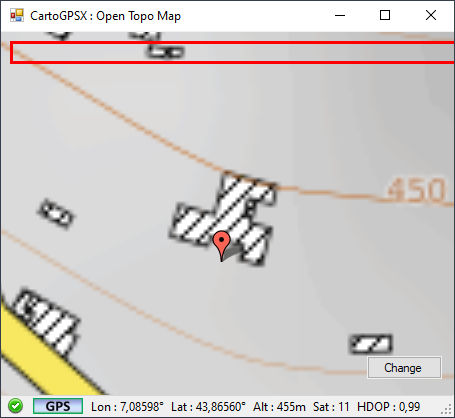 CartoGPSX : Open Topo Map
450
Change
GPS Lon : 7,08598° Lat : 43,86560° Alt : 455m Sat : 11 HDOP : 0,99